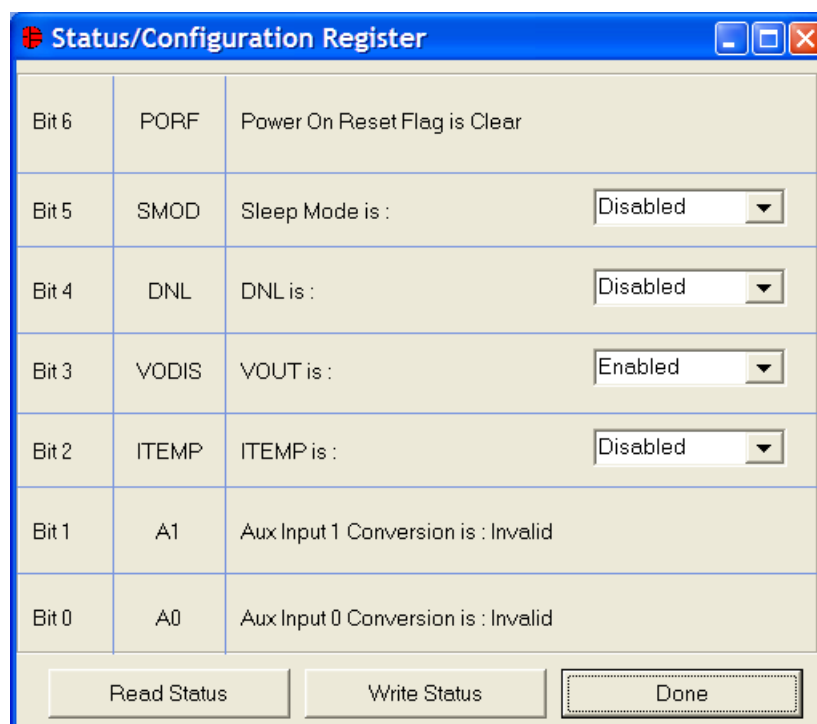 Status/Configuration Register
Bit 6 PORF Power On Reset Flag is Clear
Bit 5 SMOD Sleep Mode is : Disabled
Bit 4 DNL DNL is : Disabled
Bit 3 VODIS VOUT is : Enabled
Bit 2 ITEMP ITEMP is : Disabled
Bit 1 A1 Aux Input 1 Conversion is : Invalid
Bit 0 A0 Aux Input 0 Conversion is : Invalid
Read Status Write Status Done